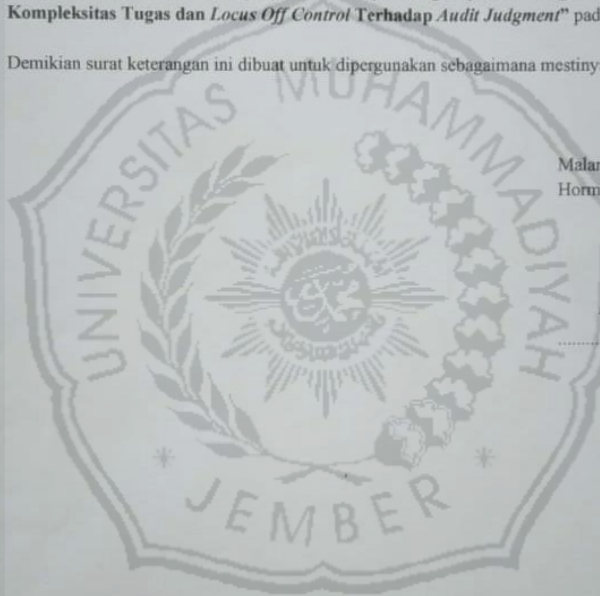 Kompleksitas Tugas dan Locus Off Control Terhadap Audit Judgment” pad
Demikian surat keterangan ini dibuat untuk dipergunakan sebagaimana mestiny
Malan
Horm
UNIVERSITAS MUHAMMADIYAH
JEMBER